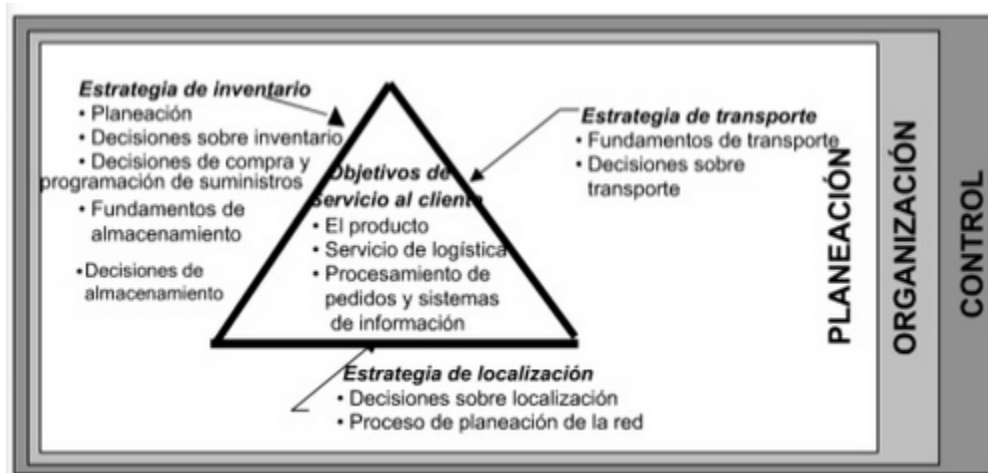 Estrategia de inventario
• Planeación
• Decisiones sobre inventario
• Decisiones de compra y
programación de suministros
• Fundamentos de
almacenamiento
• Decisiones de
almacenamiento
Objetivos de
Servicio al cliente
• El producto
• Servicio de logística
• Procesamiento de
pedidos y sistemas
de información
Estrategia de transporte
• Fundamentos de transporte
• Decisiones sobre
transporte
Estrategia de localización
• Decisiones sobre localización
• Proceso de planeación de la red
PLANEACIÓN
ORGANIZACIÓN
CONTROL